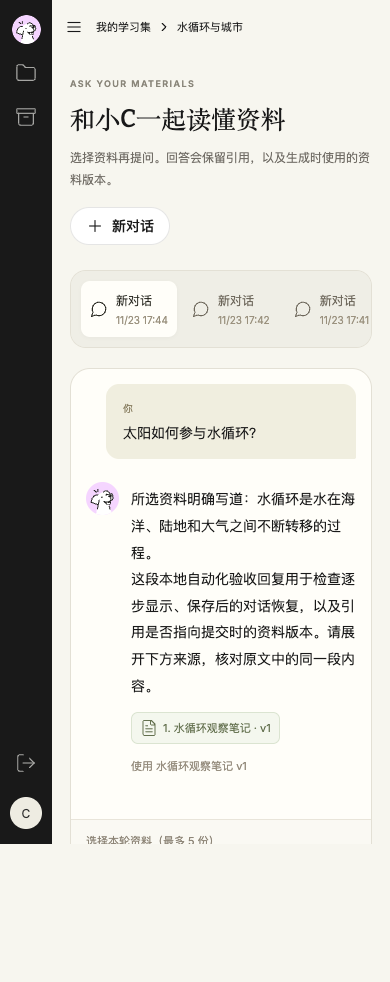 我的学习集 > 水循环与城市
ASK YOUR MATERIALS
和小C一起读懂资料
选择资料再提问。回答会保留引用，以及生成时使用的资
料版本。
新对话
新对话
11/23 17:44
新对话
11/23 17:42
新对话
11/23 17:41
你
太阳如何参与水循环？
所选资料明确写道：水循环是水在海
洋、陆地和大气之间不断转移的过
程。
这段本地自动化验收回复用于检查逐
步显示、保存后的对话恢复，以及引
用是否指向提交时的资料版本。请展
开下方来源，核对原文中的同一段内
容。
1. 水循环观察笔记 · v1
使用 水循环观察笔记 v1
选择本轮资料（最多 5 份）
C